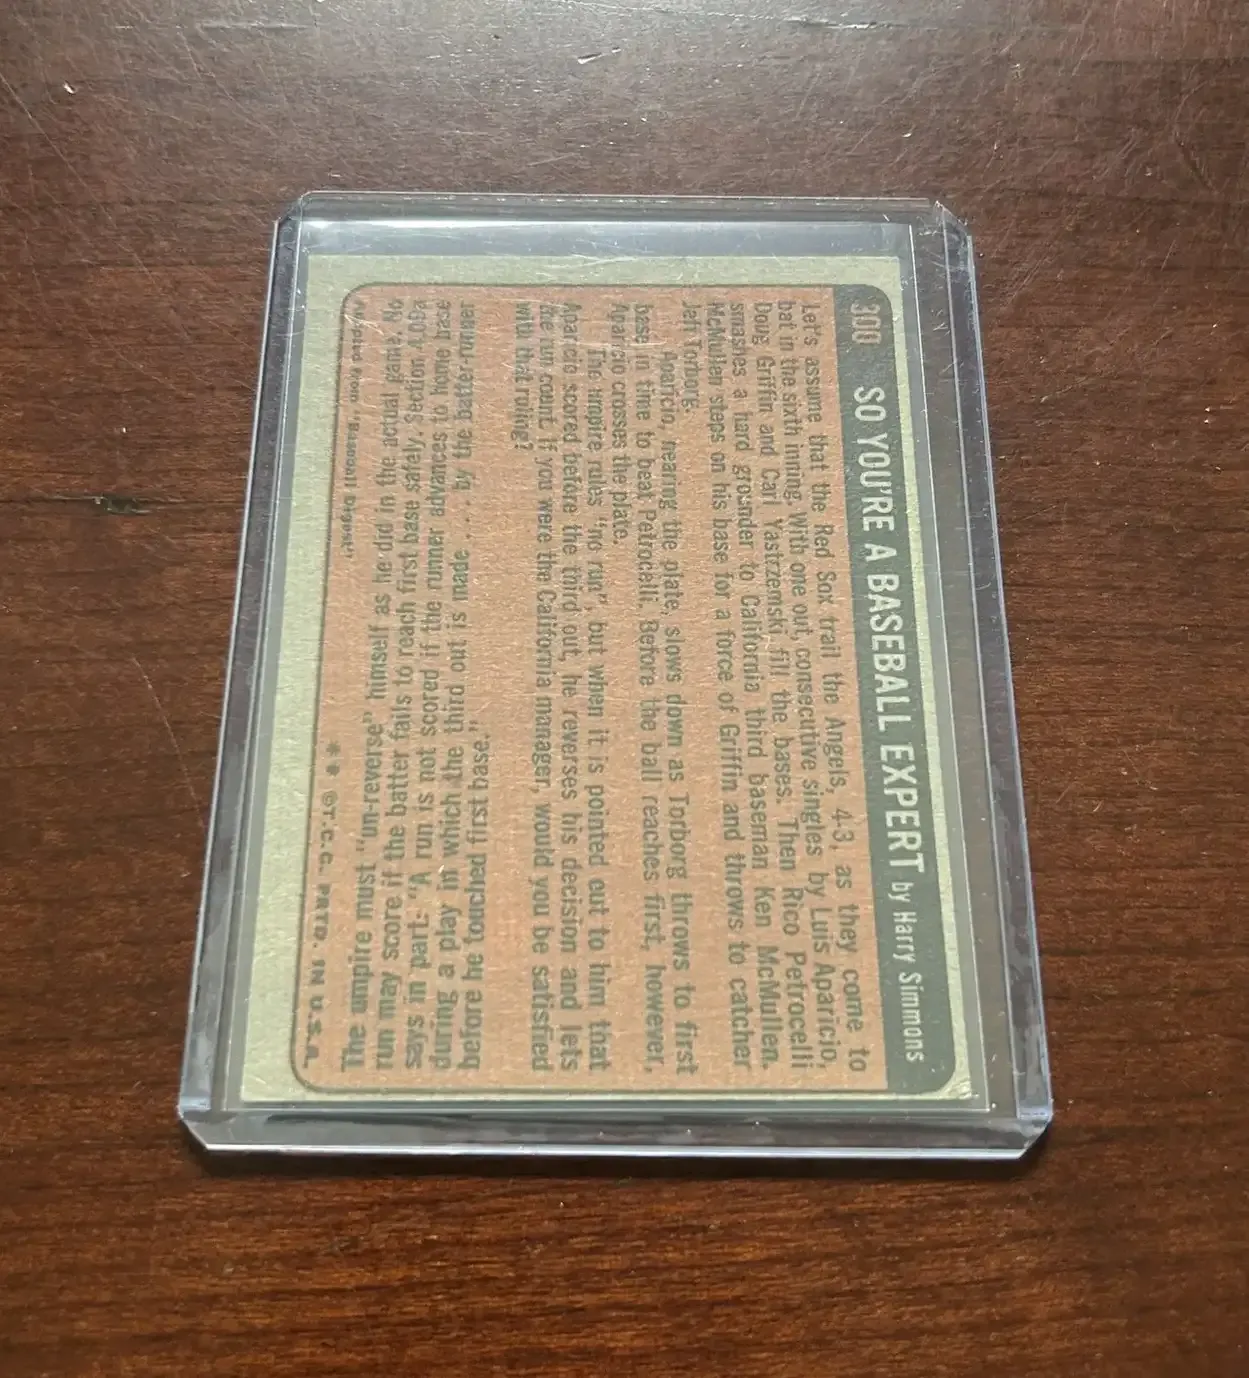 300 SO YOU'RE A BASEBALL EXPERT by Harry Simmons
Let's assume that the Red Sox trail the Angels, 4-3, as they come to
bat in the sixth inning. With one out, consecutive singles by Luis Aparicio,
Doug Griffin and Carl Yastrzemski fill the bases. Then Rico Petrocelli
smashes a hard grounder to California third baseman Ken McMullen.
McMullen steps on his base for a force of Griffin and throws to catcher
Jeff Torborg.
Aparicio, nearing the plate, slows down as Torborg throws to first
base in time to beat Petrocelli. Before the ball reaches first, however,
Aparicio crosses the plate.
The umpire rules "no run", but when it is pointed out to him that
Aparicio scored before the third out, he reverses his decision and lets
the run count. If you were the California manager, would you be satisfied
with that ruling?
The umpire must "un-reverse" himself as he did in the actual game. No
run may score if the batter fails to reach first base safely. Section 4.09a
says in part: "A run is not scored if the runner advances to home base
during a play in which the third out is made .... by the batter-runner
before he touched first base."
Adapted from "Baseball Digest"
** ©T.C.G. PRTD. IN U.S.A.